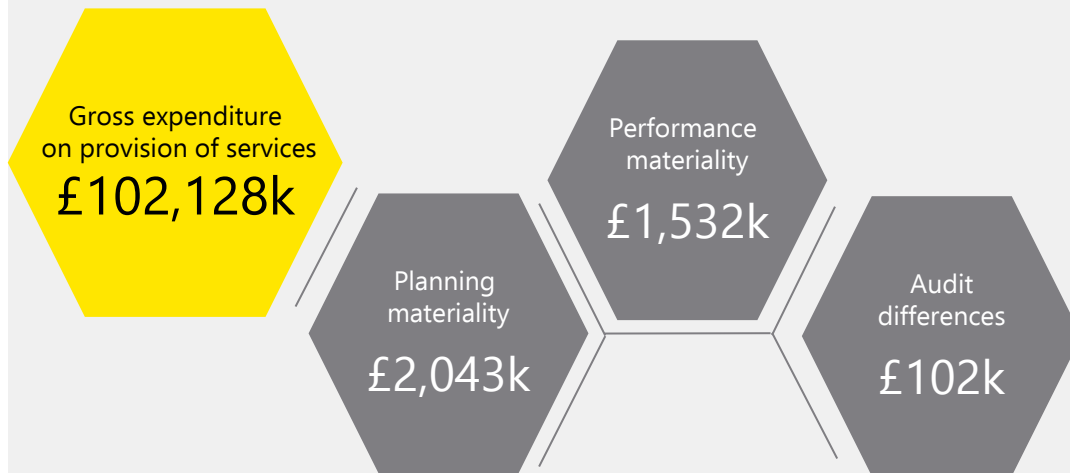 Gross expenditure
on provision of services
£102,128k
Planning
materiality
£2,043k
Performance
materiality
£1,532k
Audit
differences
£102k